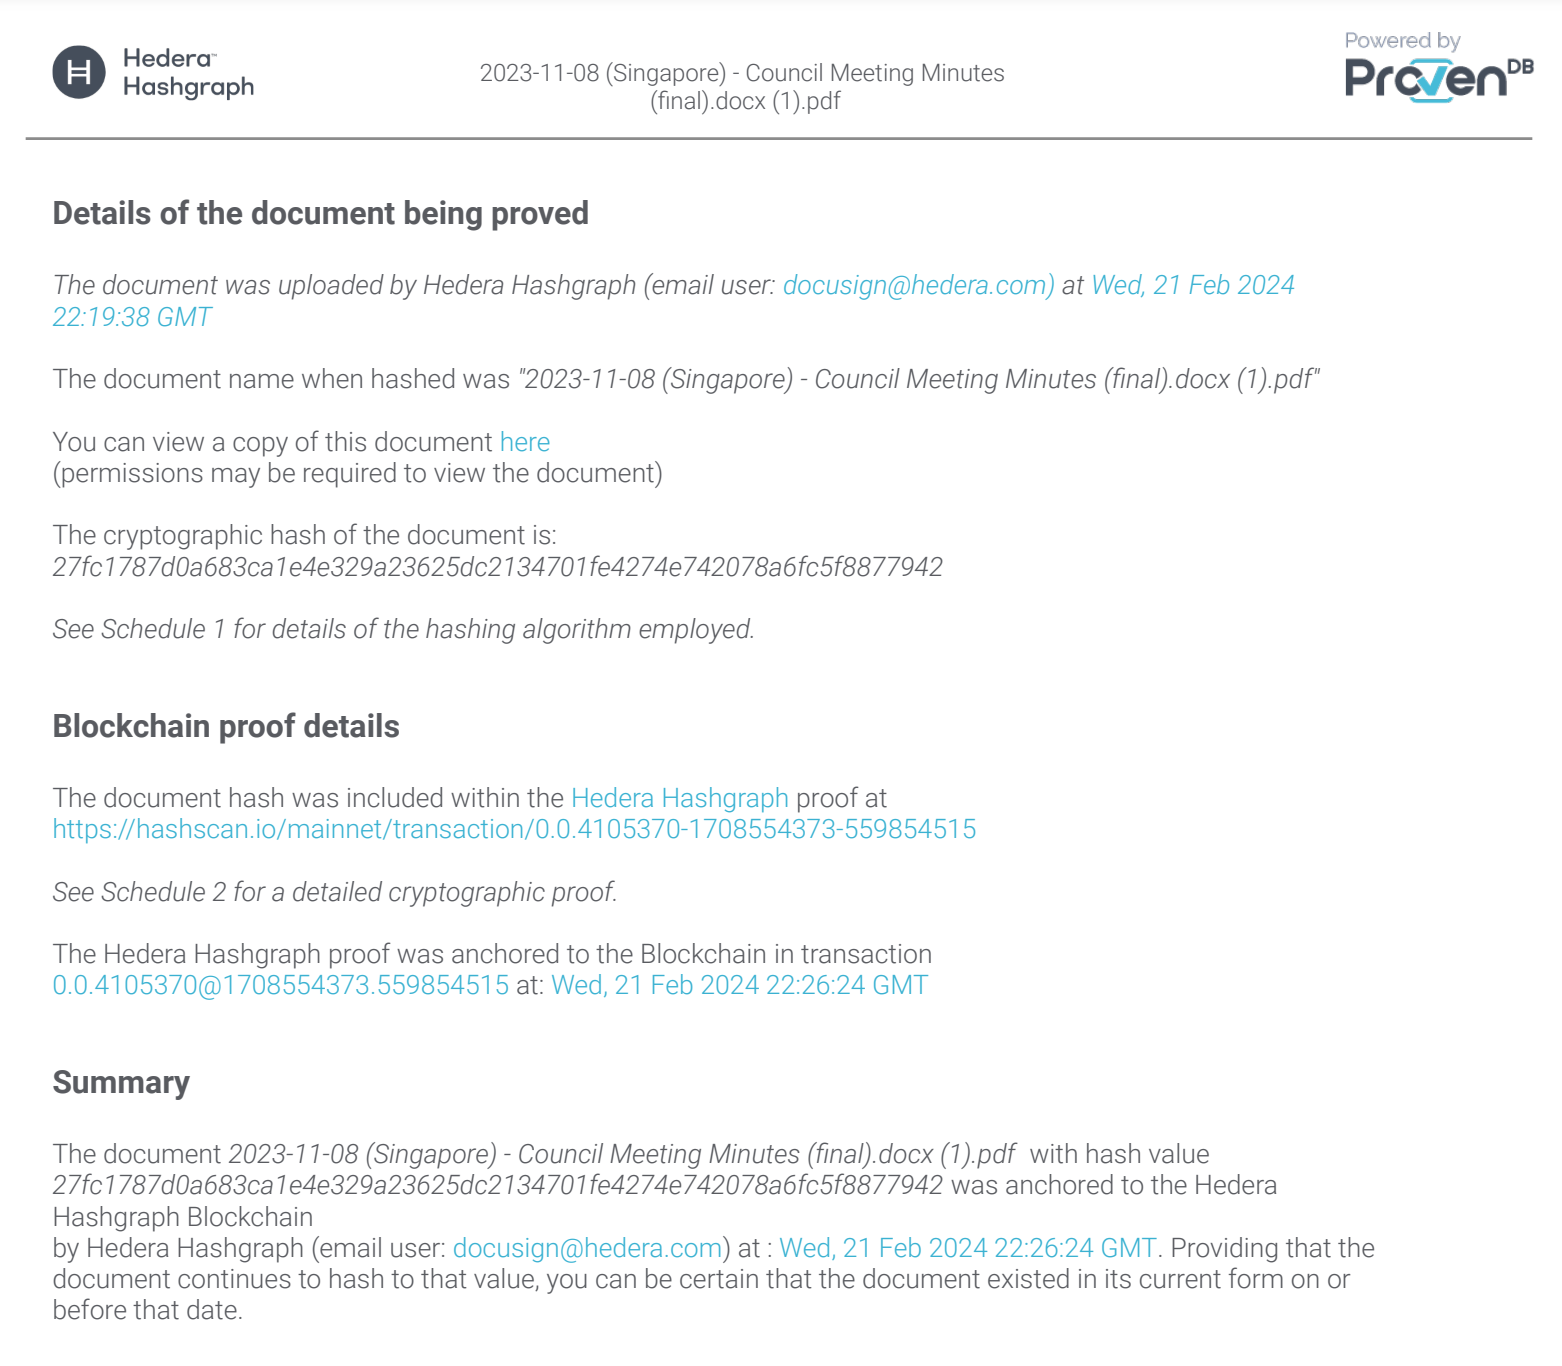 Hedera™
Hashgraph
2023-11-08 (Singapore) - Council Meeting Minutes
(final).docx (1).pdf
Powered by
ProvenDB
Details of the document being proved
The document was uploaded by Hedera Hashgraph (email user: docusign@hedera.com) at Wed, 21 Feb 2024
22:19:38 GMT
The document name when hashed was "2023-11-08 (Singapore) - Council Meeting Minutes (final).docx (1).pdf"
You can view a copy of this document here
(permissions may be required to view the document)
The cryptographic hash of the document is:
27fc1787d0a683ca1e4e329a23625dc2134701fe4274e742078a6fc5f8877942
See Schedule 1 for details of the hashing algorithm employed.
Blockchain proof details
The document hash was included within the Hedera Hashgraph proof at
https://hashscan.io/mainnet/transaction/0.0.4105370-1708554373-559854515
See Schedule 2 for a detailed cryptographic proof.
The Hedera Hashgraph proof was anchored to the Blockchain in transaction
0.0.4105370@1708554373.559854515 at: Wed, 21 Feb 2024 22:26:24 GMT
Summary
The document 2023-11-08 (Singapore) - Council Meeting Minutes (final).docx (1).pdf with hash value
27fc1787d0a683ca1e4e329a23625dc2134701fe4274e742078a6fc5f8877942 was anchored to the Hedera
Hashgraph Blockchain
by Hedera Hashgraph (email user: docusign@hedera.com) at : Wed, 21 Feb 2024 22:26:24 GMT. Providing that the
document continues to hash to that value, you can be certain that the document existed in its current form on or
before that date.